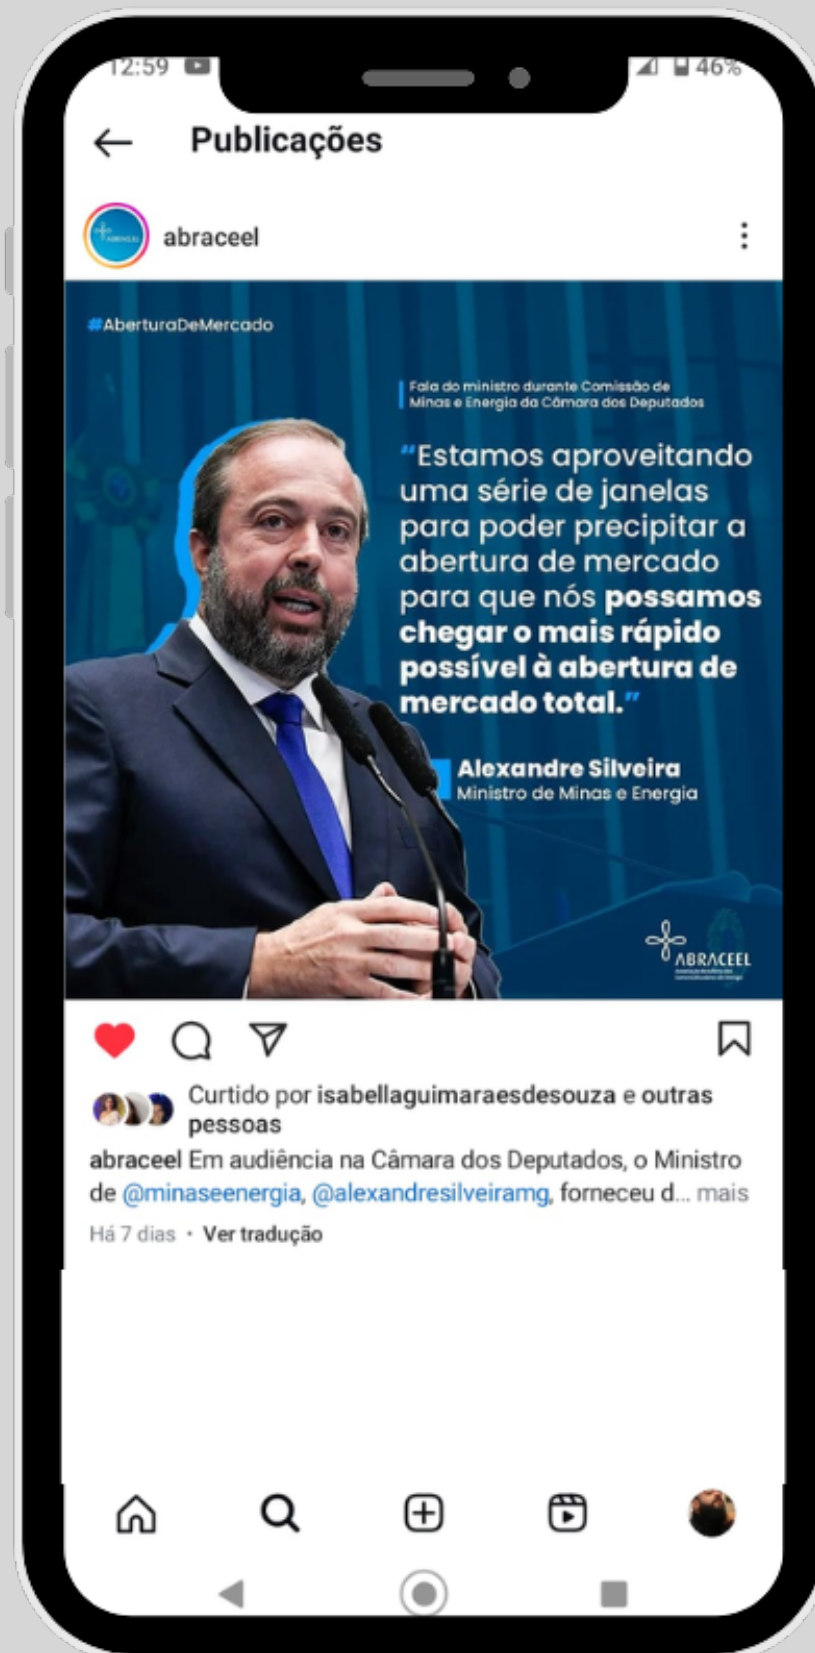 12:59
46%
Publicações
abraceel
#AberturaDeMercado
Fala do ministro durante Comissão de
Minas e Energia da Câmara dos Deputados
“Estamos aproveitando
uma série de janelas
para poder precipitar a
abertura de mercado
para que nós possamos
chegar o mais rápido
possível à abertura de
mercado total.”
Alexandre Silveira
Ministro de Minas e Energia
ABRACEEL
Curtido por isabellaguimaraesdesouza e outras
pessoas
abraceel Em audiência na Câmara dos Deputados, o Ministro
de @minaseenergia, @alexandresilveiramg, forneceu d... mais
Há 7 dias • Ver tradução